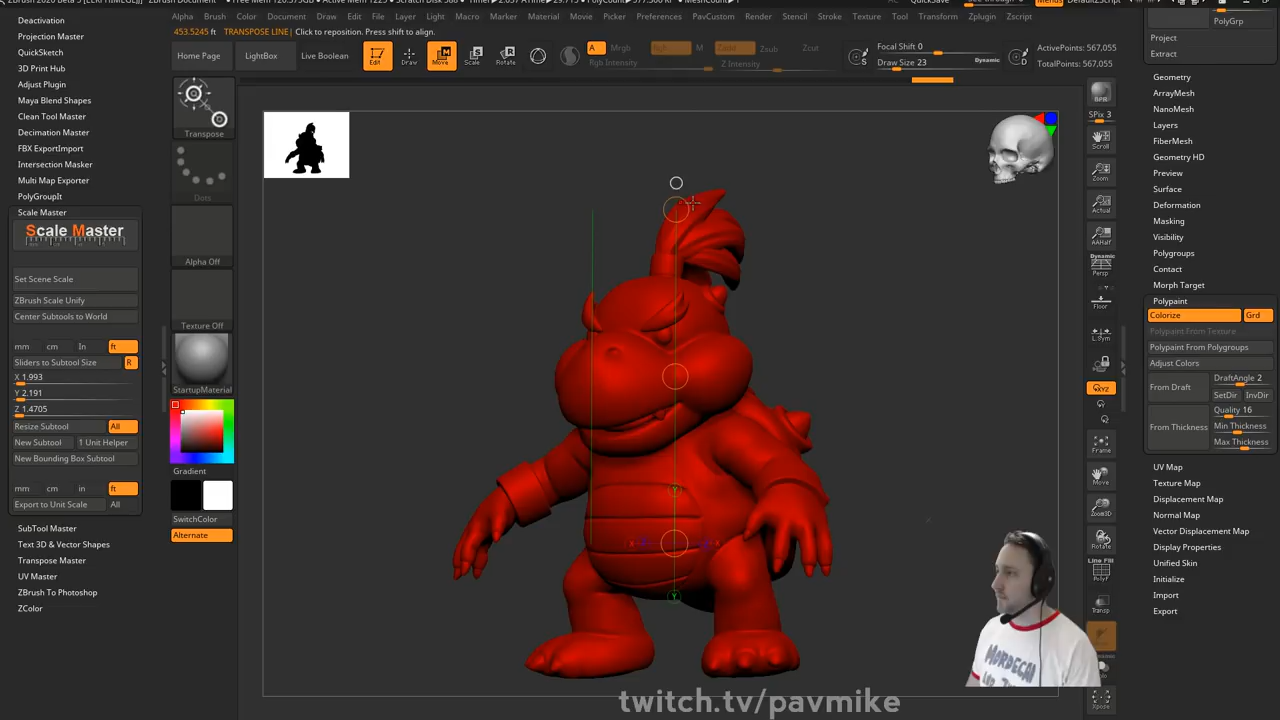 Alpha Brush Color Document Draw Edit File Layer Light Macro Marker Material Movie Picker Preferences PavCustom Render Stencil Stroke Texture Tool Transform Zplugin Zscript
453.5245 ft TRANSPOSE LINE| Click to reposition. Press shift to align.
Home Page LightBox Live Boolean Edit Draw Move Scale Rotate
A Mrgb Rgb M Zadd Zsub Zcut
Rgb Intensity Z Intensity
Focal Shift 0
Draw Size 23 Dynamic
ActivePoints: 567,055
TotalPoints: 567,055
Deactivation
Projection Master
QuickSketch
3D Print Hub
Adjust Plugin
Maya Blend Shapes
Clean Tool Master
Decimation Master
FBX ExportImport
Intersection Masker
Multi Map Exporter
PolyGroupIt
Scale Master
Scale Master
Set Scene Scale
ZBrush Scale Unify
Center Subtools to World
mm cm In ft
Sliders to Subtool Size R
X 1.993
Y 2.191
Z 1.4705
Resize Subtool All
New Subtool 1 Unit Helper
New Bounding Box Subtool
mm cm in ft
Export to Unit Scale All
SubTool Master
Text 3D & Vector Shapes
Transpose Master
UV Master
ZBrush To Photoshop
ZColor
Transpose
Dots
Alpha Off
Texture Off
StartupMaterial
Gradient
SwitchColor
Alternate
BPR
SPix 3
Scroll
Zoom
Actual
AAHalf
Dynamic
Persp
Floor
L.Sym
XYZ
Frame
Move
Zoom3D
Rotate
Line Fill
PolyF
Transp
Xpose
PolyGrp
Project
Extract
Geometry
ArrayMesh
NanoMesh
Layers
FiberMesh
Geometry HD
Preview
Surface
Deformation
Masking
Visibility
Polygroups
Contact
Morph Target
Polypaint
Colorize Grd
Polypaint From Texture
Polypaint From Polygroups
Adjust Colors
From Draft DraftAngle 2
SetDir InvDir
From Thickness Quality 16
Min Thickness
Max Thickness
UV Map
Texture Map
Displacement Map
Normal Map
Vector Displacement Map
Display Properties
Unified Skin
Initialize
Import
Export
Y
X
X
Y
MORDECAI
twitch.tv/pavmike